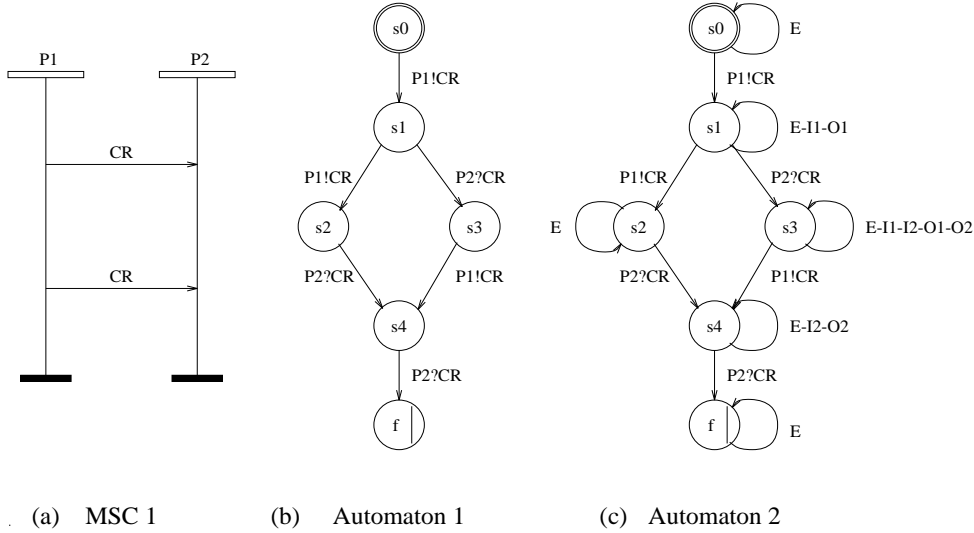 P1 P2
CR
CR
s0
P1!CR
s1
P1!CR P2?CR
s2 s3
P2?CR P1!CR
s4
P2?CR
f
s0 E
P1!CR
s1 E-I1-O1
P1!CR P2?CR
E s2 s3 E-I1-I2-O1-O2
P2?CR P1!CR
s4 E-I2-O2
P2?CR
f E
(a) MSC 1
(b) Automaton 1
(c) Automaton 2